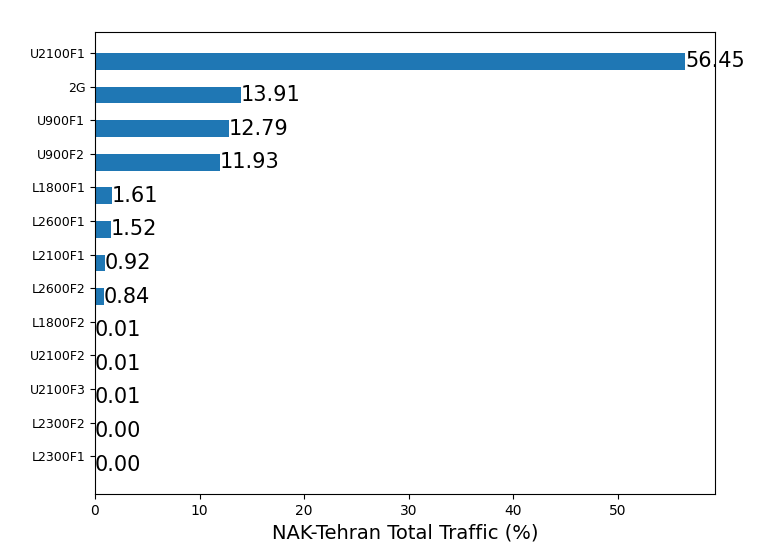 U2100F1 56.45
2G 13.91
U900F1 12.79
U900F2 11.93
L1800F1 1.61
L2600F1 1.52
L2100F1 0.92
L2600F2 0.84
L1800F2 0.01
U2100F2 0.01
U2100F3 0.01
L2300F2 0.00
L2300F1 0.00
0 10 20 30 40 50
NAK-Tehran Total Traffic (%)